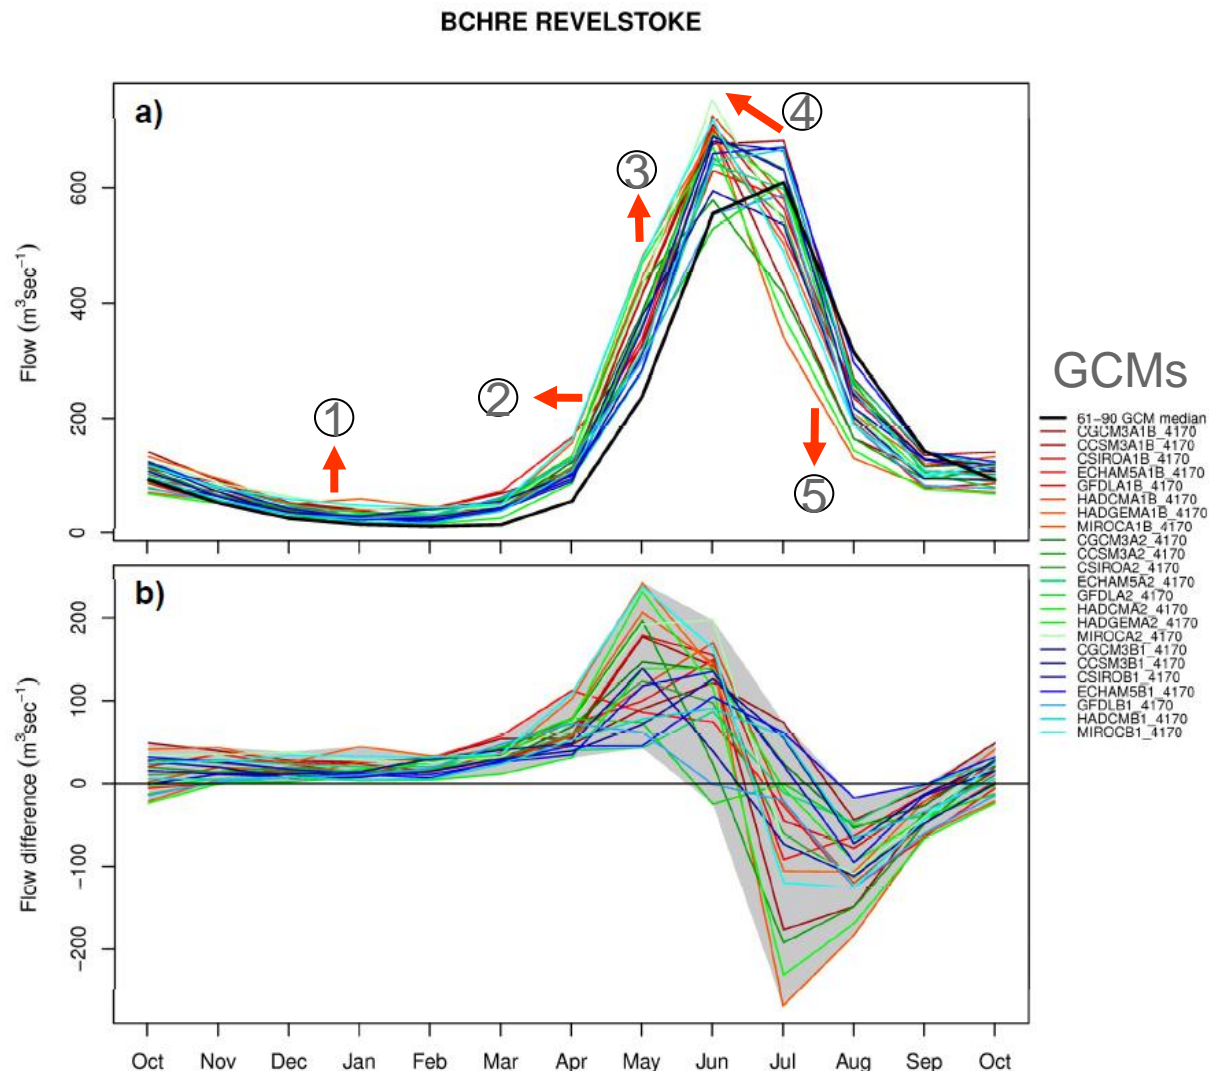 BCHRE REVELSTOKE
a)
Flow (m³sec⁻¹)
0
200
400
600
①
②
③
④
⑤
b)
Flow difference (m³sec⁻¹)
−200
−100
0
100
200
Oct Nov Dec Jan Feb Mar Apr May Jun Jul Aug Sep Oct
GCMs
61−90 GCM median
CGCM3A1B_4170
CCSM3A1B_4170
CSIROA1B_4170
ECHAM5A1B_4170
GFDLA1B_4170
HADCMA1B_4170
HADGEMA1B_4170
MIROCA1B_4170
CGCM3A2_4170
CCSM3A2_4170
CSIROA2_4170
ECHAM5A2_4170
GFDLA2_4170
HADCMA2_4170
HADGEMA2_4170
MIROCA2_4170
CGCM3B1_4170
CCSM3B1_4170
CSIROB1_4170
ECHAM5B1_4170
GFDLB1_4170
HADCMB1_4170
MIROCB1_4170